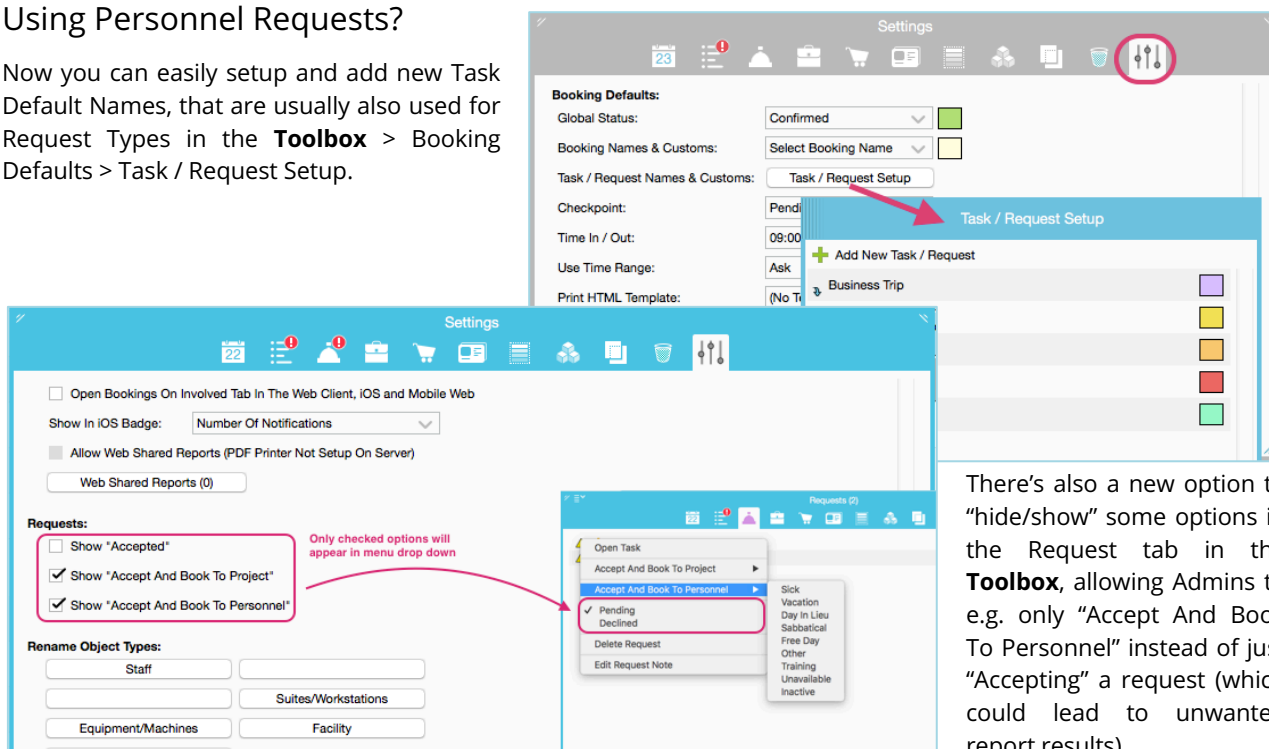 Using Personnel Requests?
Now you can easily setup and add new Task
Default Names, that are usually also used for
Request Types in the Toolbox > Booking
Defaults > Task / Request Setup.
Settings
23
Booking Defaults:
Global Status: Confirmed
Booking Names & Customs: Select Booking Name
Task / Request Names & Customs: Task / Request Setup
Checkpoint: Pendi
Time In / Out: 09:00
Use Time Range: Ask
Print HTML Template: (No T
Task / Request Setup
Add New Task / Request
Business Trip
Settings
22
Open Bookings On Involved Tab In The Web Client, iOS and Mobile Web
Show In iOS Badge: Number Of Notifications
Allow Web Shared Reports (PDF Printer Not Setup On Server)
Web Shared Reports (0)
Requests:
Show "Accepted"
Show "Accept And Book To Project"
Show "Accept And Book To Personnel"
Only checked options will
appear in menu drop down
Rename Object Types:
Staff
Suites/Workstations
Equipment/Machines
Facility
Requests (2)
22
Open Task
Accept And Book To Project
Accept And Book To Personnel
Pending
Declined
Delete Request
Edit Request Note
Sick
Vacation
Day In Lieu
Sabbatical
Free Day
Other
Training
Unavailable
Inactive
There's also a new option t
“hide/show” some options i
the Request tab in th
Toolbox, allowing Admins t
e.g. only “Accept And Boo
To Personnel” instead of jus
“Accepting” a request (whic
could lead to unwante
report results)